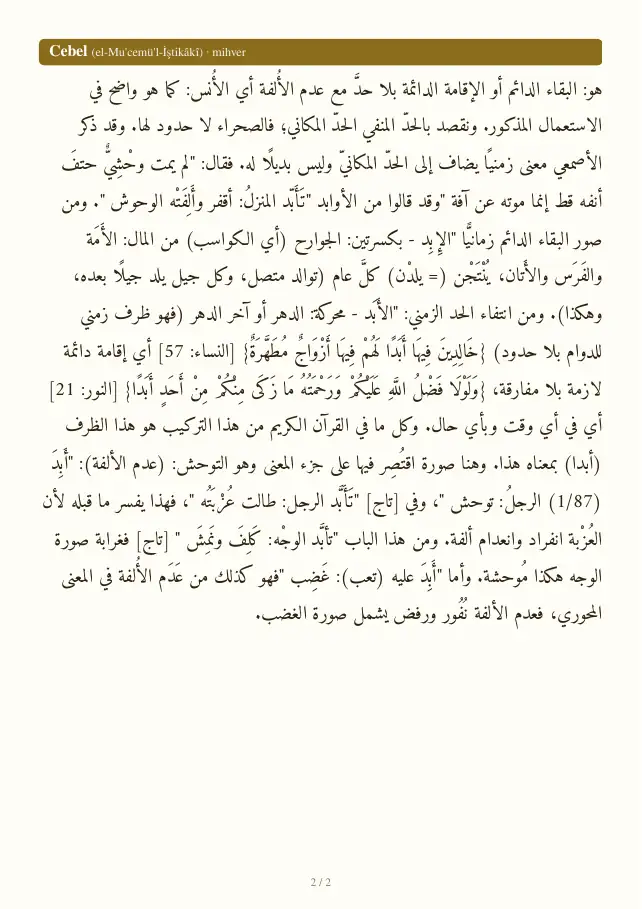 Cebel (el-Mu'cemü'l-İştikâkî) · mihver
هو: البقاء الدائم أو الإقامة الدائمة بلا حدَّ مع عدم الأُلفة أي الأُنس: كما هو واضح في
الاستعمال المذكور. ونقصد بالحدّ المنفي الحدّ المكاني؛ فالصحراء لا حدود لها. وقد ذكر
الأصمعي معنى زمنيًا يضاف إلى الحدّ المكانيّ وليس بديلًا له. فقال: "لم يمت وحْشِيٌّ حتفَ
أنفه قط إنما موته عن آفة "وقد قالوا من الأوابد "تَأَبّد المنزلُ: أقفر وأَلِفَتْه الوحوش ". ومن
صور البقاء الدائم زمانيًّا "الإِبِد - بكسرتين: الجوارح (أي الكواسب) من المال: الأَمَة
والفَرَس والأَتان، يُنْتَجْن (= يلدْن) كلَّ عام (توالد متصل، وكل جيل يلد جيلًا بعده،
وهكذا). ومن انتفاء الحد الزمني: "الأَبَد - محركة: الدهر أو آخر الدهر (فهو ظرف زمني
للدوام بلا حدود) {خَالِدِينَ فِيهَا أَبَدًا لَهُمْ فِيهَا أَزْوَاجٌ مُطَهَّرَةٌ} [النساء: 57] أي إقامة دائمة
لازمة بلا مفارقة، {وَلَوْلَا فَضْلُ اللَّهِ عَلَيْكُمْ وَرَحْمَتُهُ مَا زَكَى مِنْكُمْ مِنْ أَحَدٍ أَبَدًا} [النور: 21]
أي في أي وقت وبأي حال. وكل ما في القرآن الكريم من هذا التركيب هو هذا الظرف
(أبدا) بمعناه هذا. وهنا صورة اقتُصِر فيها على جزء المعنى وهو التوحش: (عدم الألفة): "أَبِدَ
(1/87) الرجلُ: توحش "، وفي [تاج] "تَأَبَّد الرجل: طالت عُزْبَتُه "، فهذا يفسر ما قبله لأن
العُزْبة انفراد وانعدام ألفة. ومن هذا الباب "تأبَّد الوجْه: كَلِفَ ونَمِشَ " [تاج] فغرابة صورة
الوجه هكذا مُوحشة. وأما "أَبِدَ عليه (تعب): غَضِب "فهو كذلك من عَدَم الأُلفة في المعنى
المحوري، فعدم الألفة نُفُور ورفض يشمل صورة الغضب.
2 / 2